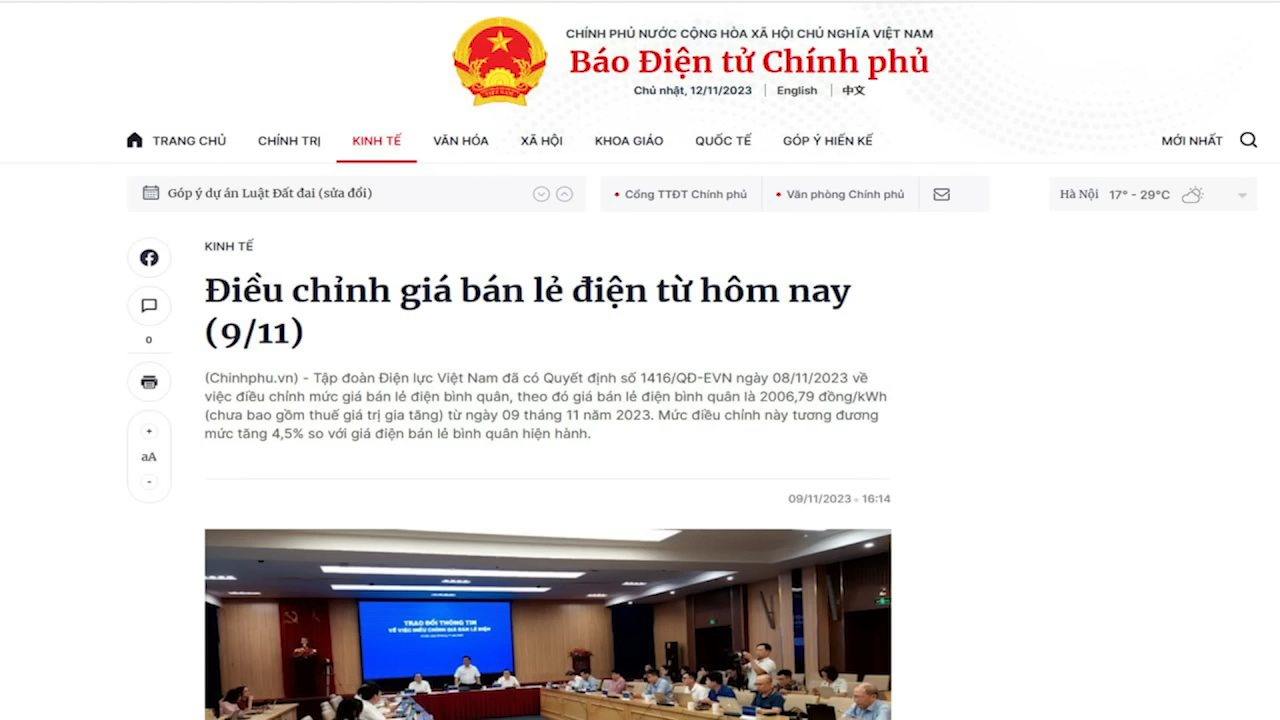 CHÍNH PHỦ NƯỚC CỘNG HÒA XÃ HỘI CHỦ NGHĨA VIỆT NAM
Báo Điện tử Chính phủ
Chủ nhật, 12/11/2023 | English | 中文
TRANG CHỦ CHÍNH TRỊ KINH TẾ VĂN HÓA XÃ HỘI KHOA GIÁO QUỐC TẾ GÓP Ý HIẾN KẾ MỚI NHẤT
Góp ý dự án Luật Đất đai (sửa đổi) • Cổng TTĐT Chính phủ • Văn phòng Chính phủ Hà Nội 17° - 29°C
KINH TẾ
Điều chỉnh giá bán lẻ điện từ hôm nay
(9/11)
0
(Chinhphu.vn) - Tập đoàn Điện lực Việt Nam đã có Quyết định số 1416/QĐ-EVN ngày 08/11/2023 về
việc điều chỉnh mức giá bán lẻ điện bình quân, theo đó giá bán lẻ điện bình quân là 2006,79 đồng/kWh
(chưa bao gồm thuế giá trị gia tăng) từ ngày 09 tháng 11 năm 2023. Mức điều chỉnh này tương đương
mức tăng 4,5% so với giá điện bán lẻ bình quân hiện hành.
+
aA
-
09/11/2023 16:14
TRAO ĐỔI THÔNG TIN
VỀ VIỆC ĐIỀU CHỈNH GIÁ BÁN LẺ ĐIỆN